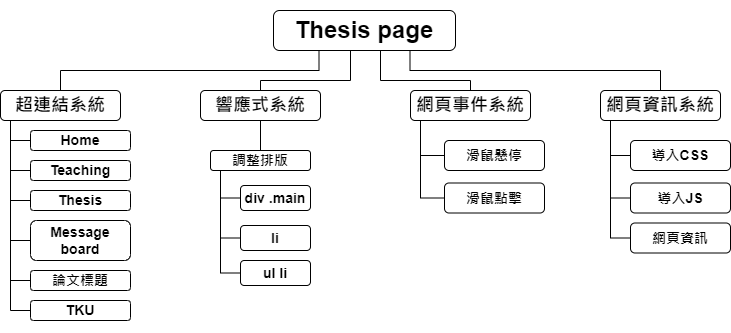 Thesis page
超連結系統
Home
Teaching
Thesis
Message
board
論文標題
TKU
響應式系統
調整排版
div .main
li
ul li
網頁事件系統
滑鼠懸停
滑鼠點擊
網頁資訊系統
導入CSS
導入JS
網頁資訊